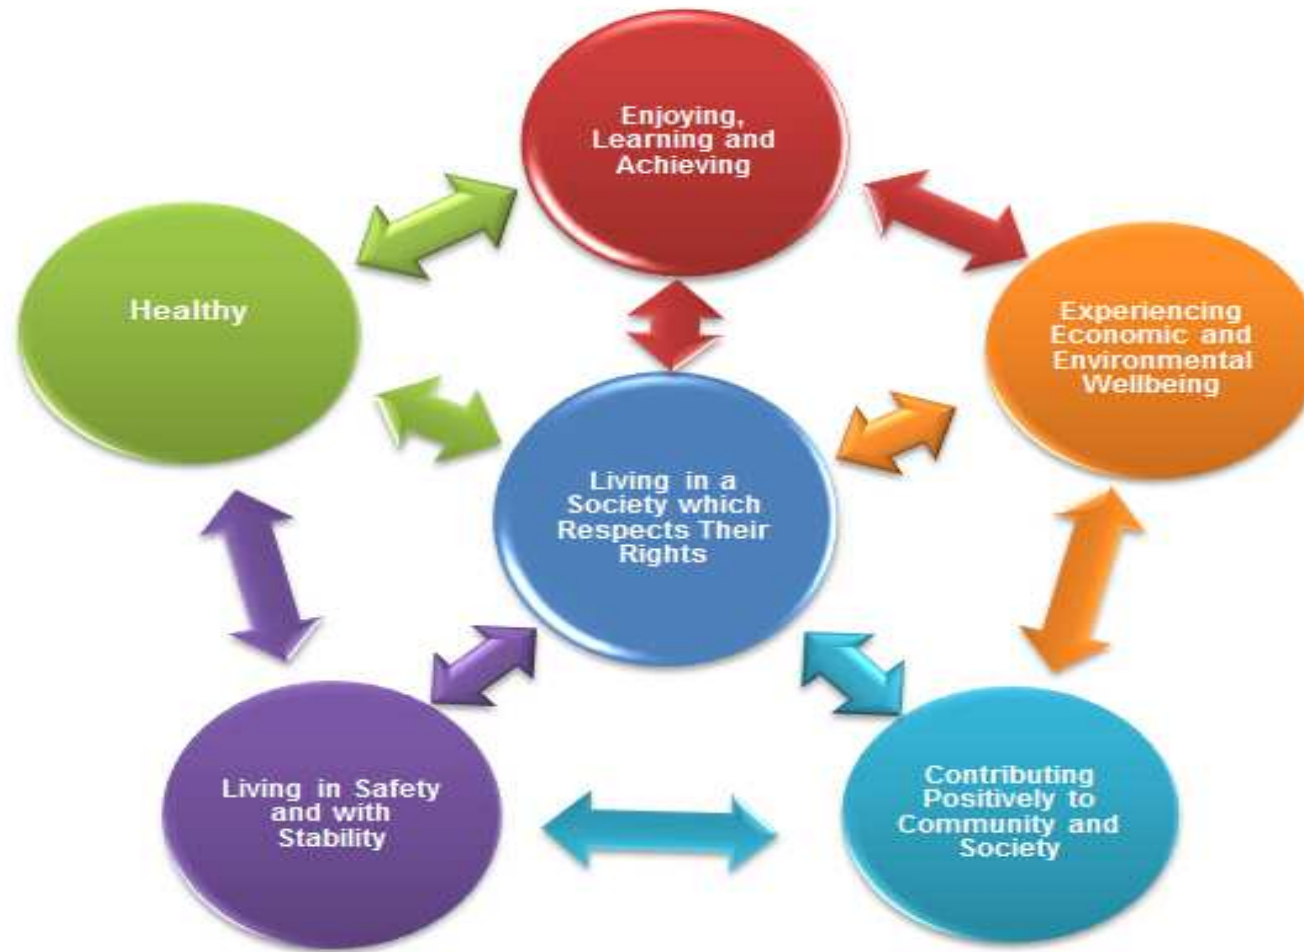 Enjoying,
Learning and
Achieving
Healthy
Experiencing
Economic and
Environmental
Wellbeing
Living in a
Society which
Respects Their
Rights
Living in Safety
and with
Stability
Contributing
Positively to
Community and
Society